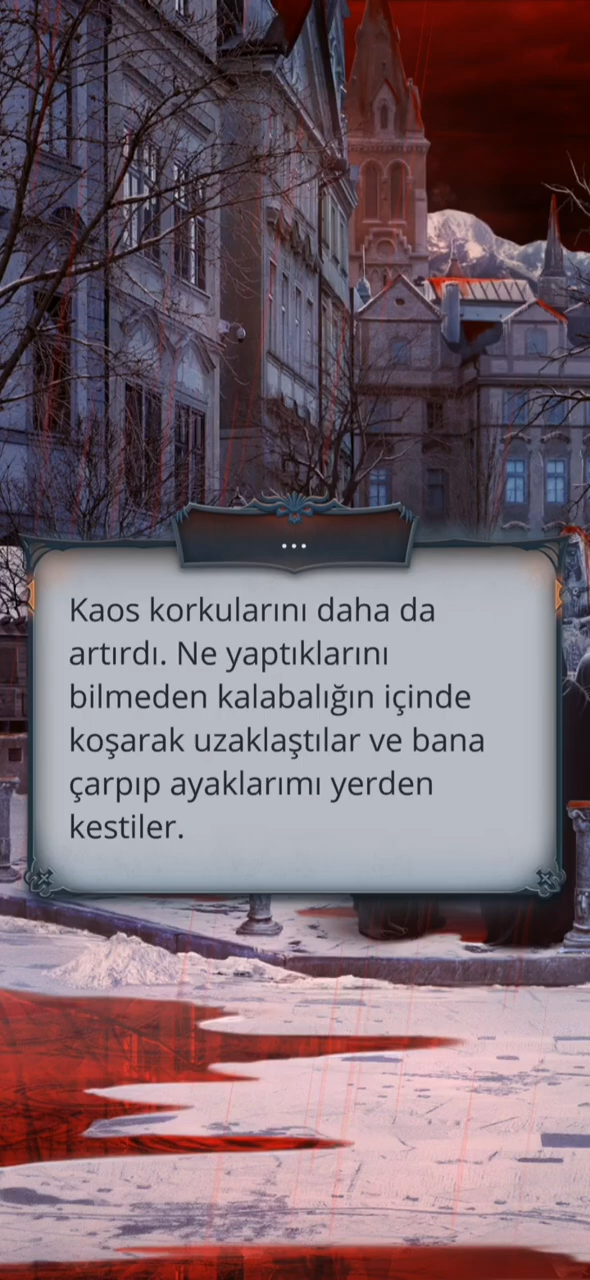 ...
Kaos korkularını daha da
artırdı. Ne yaptıklarını
bilmeden kalabalığın içinde
koşarak uzaklaştılar ve bana
çarpıp ayaklarımı yerden
kestiler.